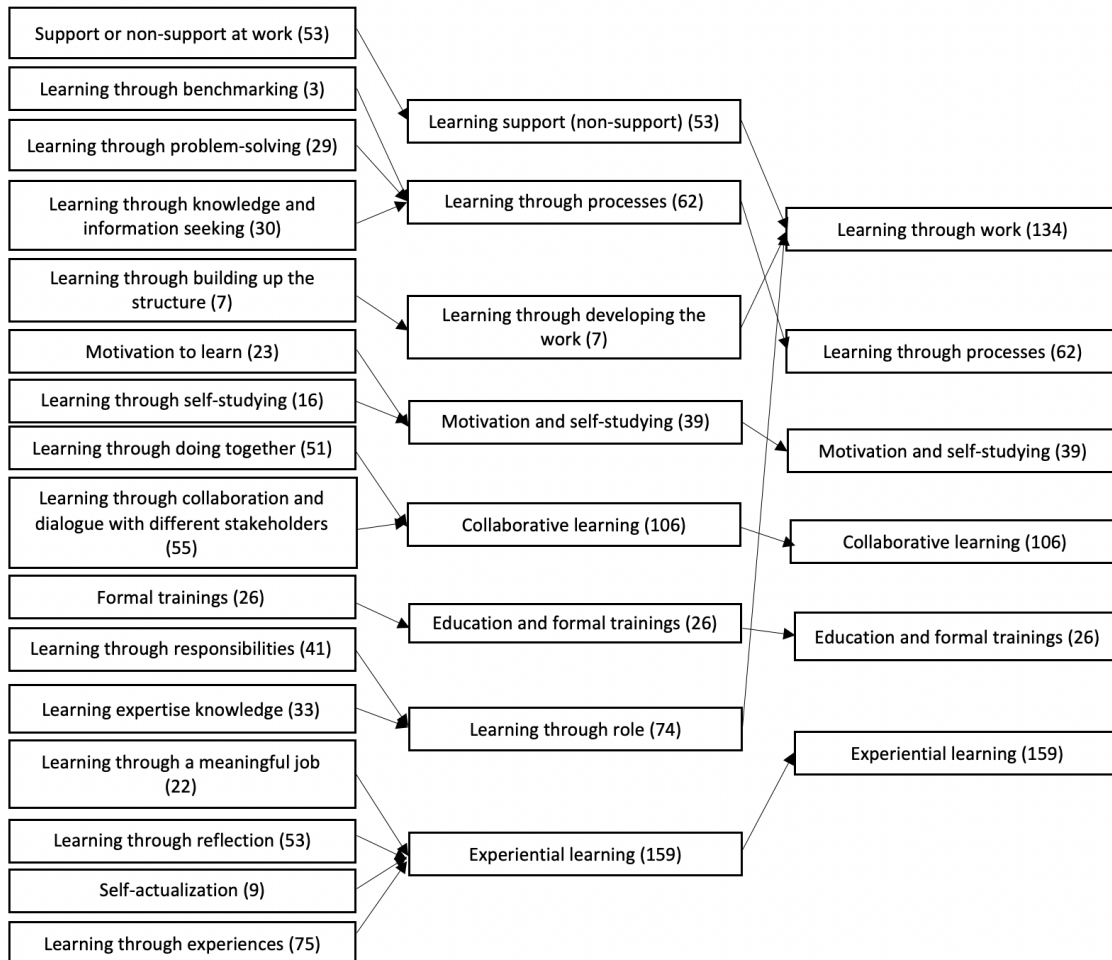 Support or non-support at work (53)
Learning through benchmarking (3)
Learning through problem-solving (29)
Learning through knowledge and
information seeking (30)
Learning through building up the
structure (7)
Motivation to learn (23)
Learning through self-studying (16)
Learning through doing together (51)
Learning through collaboration and
dialogue with different stakeholders
(55)
Formal trainings (26)
Learning through responsibilities (41)
Learning expertise knowledge (33)
Learning through a meaningful job
(22)
Learning through reflection (53)
Self-actualization (9)
Learning through experiences (75)
Learning support (non-support) (53)
Learning through processes (62)
Learning through developing the
work (7)
Motivation and self-studying (39)
Collaborative learning (106)
Education and formal trainings (26)
Learning through role (74)
Experiential learning (159)
Learning through work (134)
Learning through processes (62)
Motivation and self-studying (39)
Collaborative learning (106)
Education and formal trainings (26)
Experiential learning (159)